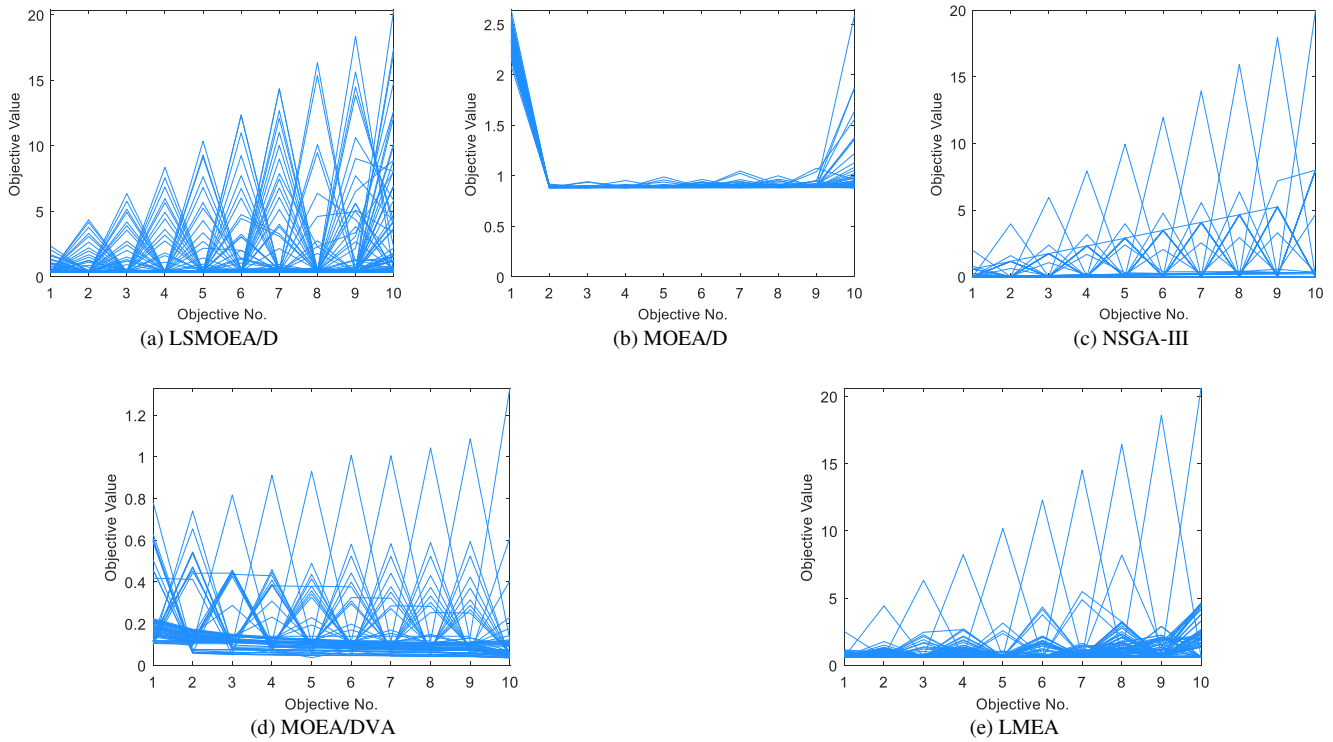 20
15
10
5
0
Objective Value
1 2 3 4 5 6 7 8 9 10
Objective No.
(a) LSMOEA/D
2.5
2
1.5
1
0.5
0
Objective Value
1 2 3 4 5 6 7 8 9 10
Objective No.
(b) MOEA/D
20
15
10
5
0
Objective Value
1 2 3 4 5 6 7 8 9 10
Objective No.
(c) NSGA-III
1.2
1
0.8
0.6
0.4
0.2
0
Objective Value
1 2 3 4 5 6 7 8 9 10
Objective No.
(d) MOEA/DVA
20
15
10
5
0
Objective Value
1 2 3 4 5 6 7 8 9 10
Objective No.
(e) LMEA